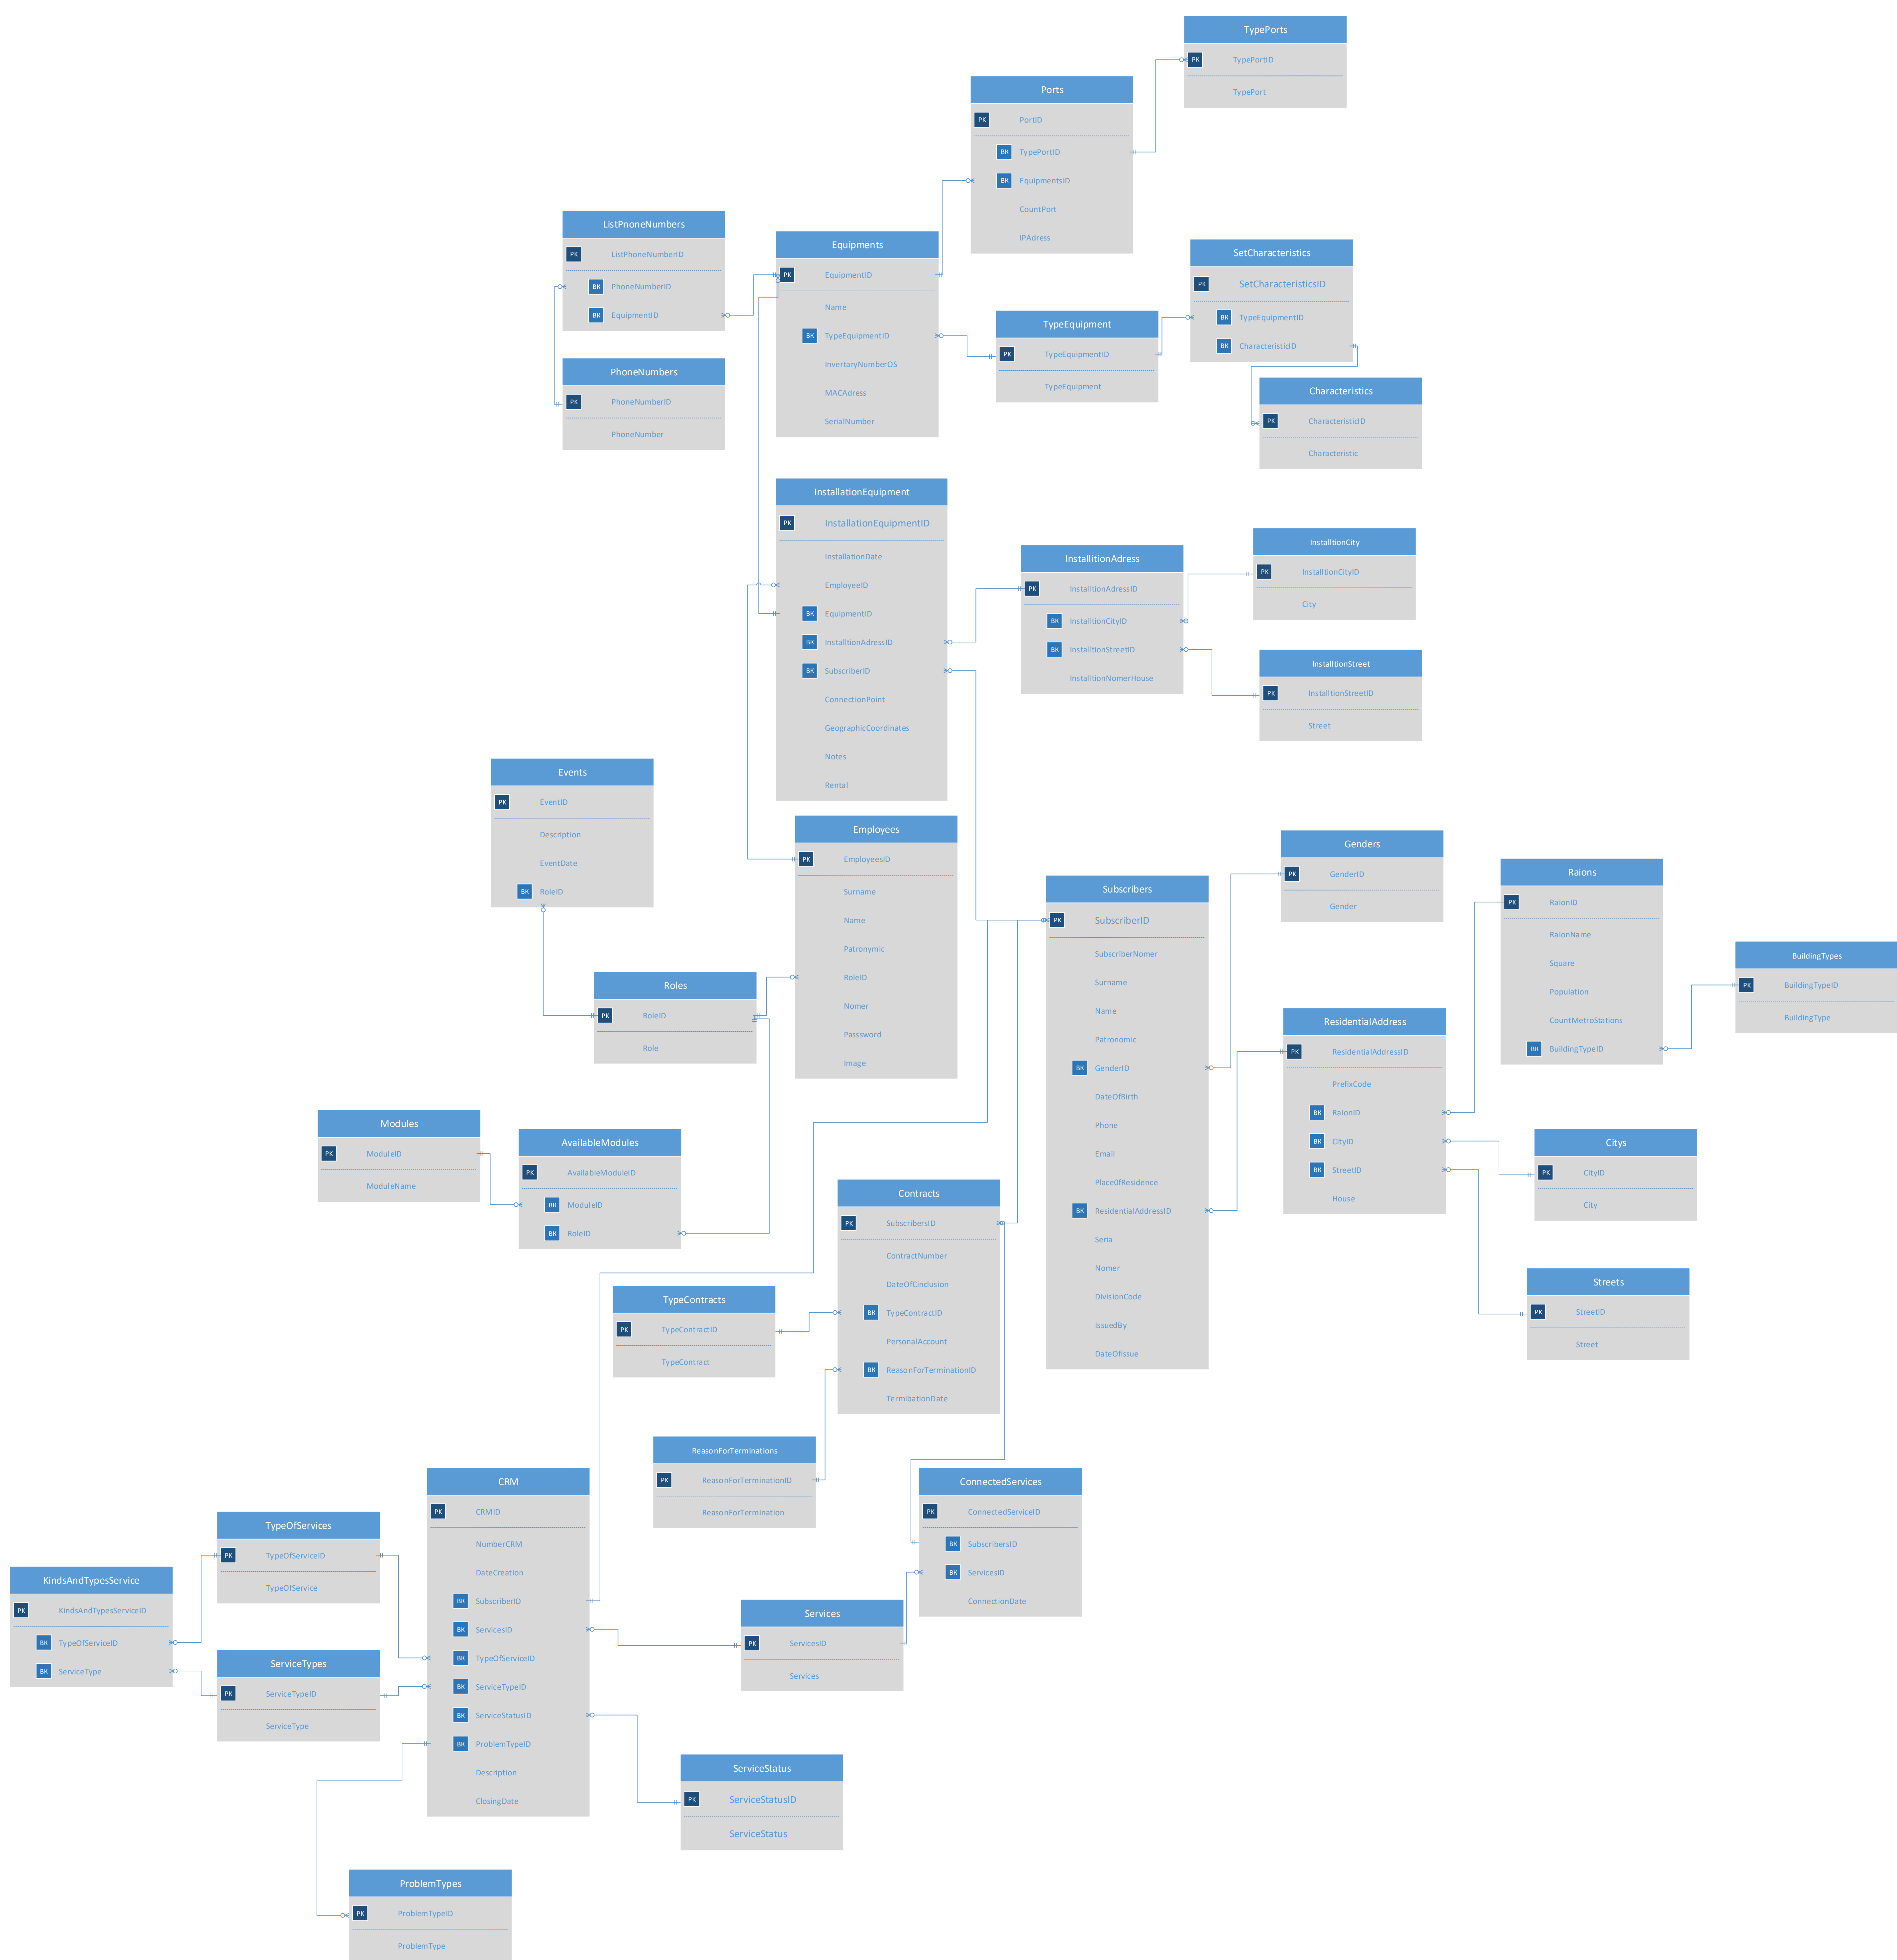 TypePorts
PK TypePortID
TypePort
Ports
PK PortID
BK TypePortID
BK EquipmentsID
CountPort
IPAdress
ListPnoneNumbers
PK ListPhoneNumberID
BK PhoneNumberID
BK EquipmentID
Equipments
PK EquipmentID
Name
BK TypeEquipmentID
InvertaryNumberOS
MACAdress
SerialNumber
SetCharacteristics
PK SetCharacteristicsID
BK TypeEquipmentID
BK CharacteristicID
TypeEquipment
PK TypeEquipmentID
TypeEquipment
PhoneNumbers
PK PhoneNumberID
PhoneNumber
Characteristics
PK CharacteristicID
Characteristic
InstallationEquipment
PK InstallationEquipmentID
InstallationDate
EmployeeID
BK EquipmentID
BK InstalltionAdressID
BK SubscriberID
ConnectionPoint
GeographicCoordinates
Notes
Rental
InstallitionAdress
PK InstalltionAdressID
BK InstalltionCityID
BK InstalltionStreetID
InstalltionNomerHouse
InstalltionCity
PK InstalltionCityID
City
InstalltionStreet
PK InstalltionStreetID
Street
Events
PK EventID
Description
EventDate
BK RoleID
Employees
PK EmployeesID
Surname
Name
Patronymic
RoleID
Nomer
Passsword
Image
Genders
PK GenderID
Gender
Raions
PK RaionID
RaionName
Square
Population
CountMetroStations
BK BuildingTypeID
Subscribers
PK SubscriberID
SubscriberNomer
Surname
Name
Patronomic
BK GenderID
DateOfBirth
Phone
Email
PlaceOfResidence
BK ResidentialAddressID
Seria
Nomer
DivisionCode
IssuedBy
DateOfIssue
BuildingTypes
PK BuildingTypeID
BuildingType
Roles
PK RoleID
Role
ResidentialAddress
PK ResidentialAddressID
PrefixCode
BK RaionID
BK CityID
BK StreetID
House
Modules
PK ModuleID
ModuleName
AvailableModules
PK AvailableModuleID
BK ModuleID
BK RoleID
Citys
PK CityID
City
Contracts
PK SubscribersID
ContractNumber
DateOfCinclusion
BK TypeContractID
PersonalAccount
BK ReasonForTerminationID
TermibationDate
Streets
PK StreetID
Street
TypeContracts
PK TypeContractID
TypeContract
ReasonForTerminations
PK ReasonForTerminationID
ReasonForTermination
CRM
PK CRMID
NumberCRM
DateCreation
BK SubscriberID
BK ServicesID
BK TypeOfServiceID
BK ServiceTypeID
BK ServiceStatusID
BK ProblemTypeID
Description
ClosingDate
ConnectedServices
PK ConnectedServiceID
BK SubscribersID
BK ServicesID
ConnectionDate
TypeOfServices
PK TypeOfServiceID
TypeOfService
KindsAndTypesService
PK KindsAndTypesServiceID
BK TypeOfServiceID
BK ServiceType
Services
PK ServicesID
Services
ServiceTypes
PK ServiceTypeID
ServiceType
ServiceStatus
PK ServiceStatusID
ServiceStatus
ProblemTypes
PK ProblemTypeID
ProblemType